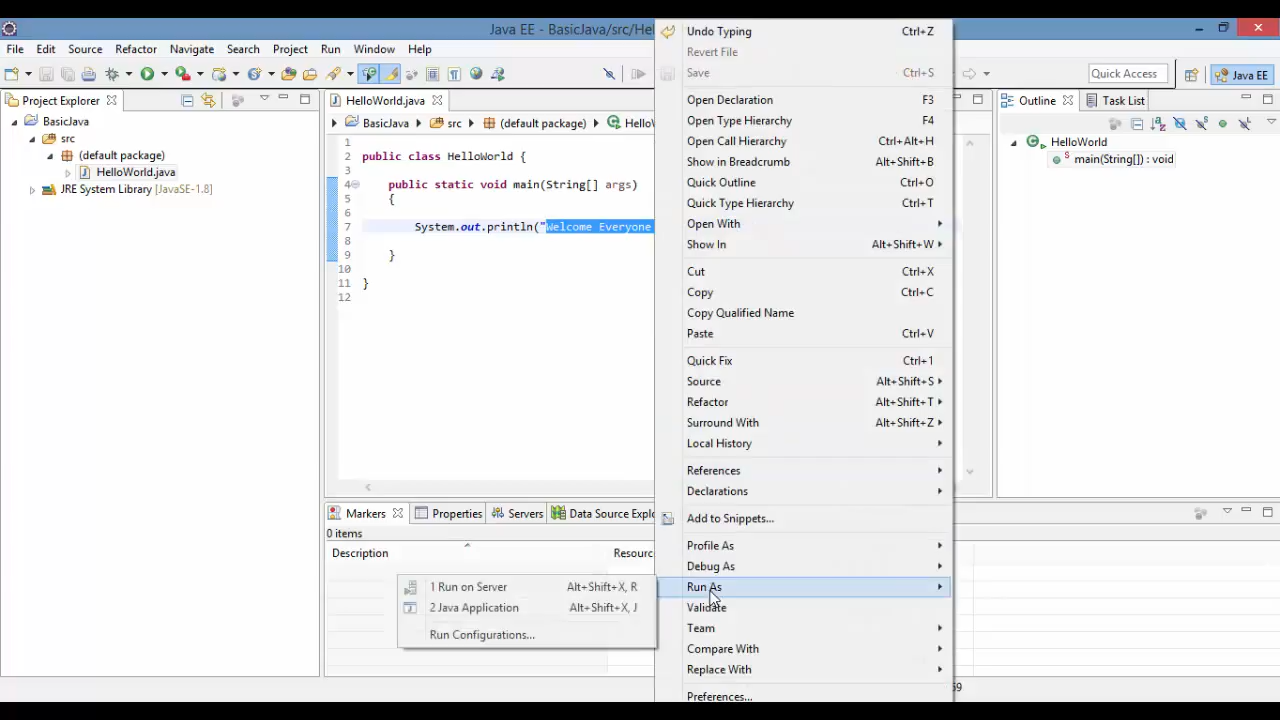 Java EE - BasicJava/src/Hel
File Edit Source Refactor Navigate Search Project Run Window Help
Quick Access Java EE
Project Explorer
BasicJava
src
(default package)
HelloWorld.java
JRE System Library [JavaSE-1.8]
HelloWorld.java
BasicJava src (default package) HelloW
1
2 public class HelloWorld {
3
4 public static void main(String[] args)
5 {
6
7 System.out.println("Welcome Everyone
8
9 }
10
11 }
12
Undo Typing Ctrl+Z
Revert File
Save Ctrl+S
Open Declaration F3
Open Type Hierarchy F4
Open Call Hierarchy Ctrl+Alt+H
Show in Breadcrumb Alt+Shift+B
Quick Outline Ctrl+O
Quick Type Hierarchy Ctrl+T
Open With
Show In Alt+Shift+W
Cut Ctrl+X
Copy Ctrl+C
Copy Qualified Name
Paste Ctrl+V
Quick Fix Ctrl+1
Source Alt+Shift+S
Refactor Alt+Shift+T
Surround With Alt+Shift+Z
Local History
References
Declarations
Add to Snippets...
Profile As
Debug As
Run As
Validate
Team
Compare With
Replace With
Preferences...
1 Run on Server Alt+Shift+X, R
2 Java Application Alt+Shift+X, J
Run Configurations...
Outline Task List
HelloWorld
main(String[]) : void
Markers Properties Servers Data Source Explo
0 items
Description Resourc
59